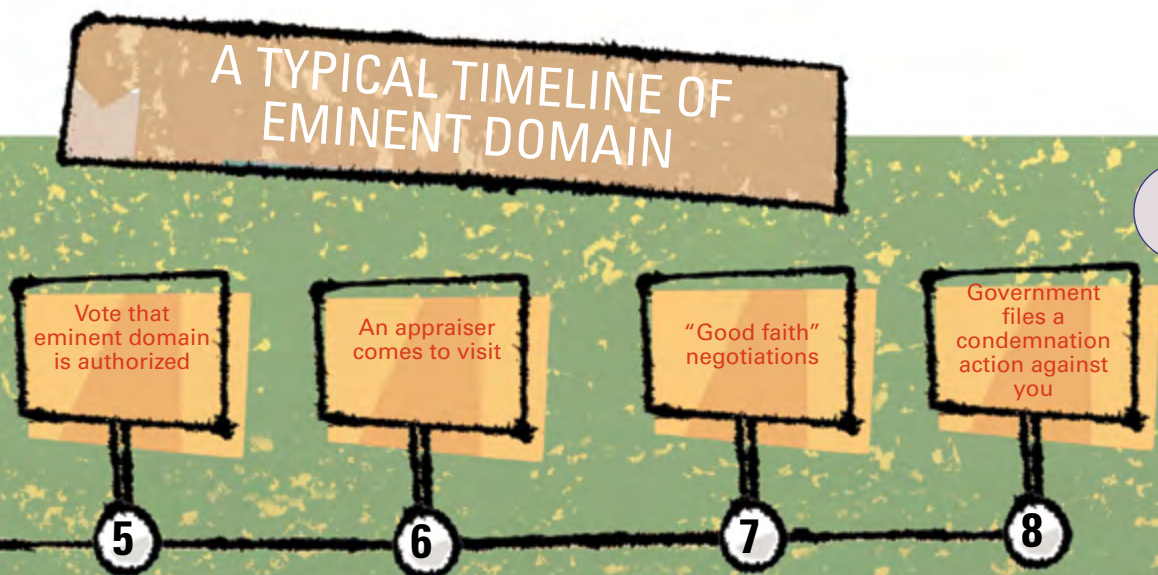 A TYPICAL TIMELINE OF
EMINENT DOMAIN
Vote that
eminent domain
is authorized
An appraiser
comes to visit
“Good faith”
negotiations
Government
files a
condemnation
action against
you
5
6
7
8